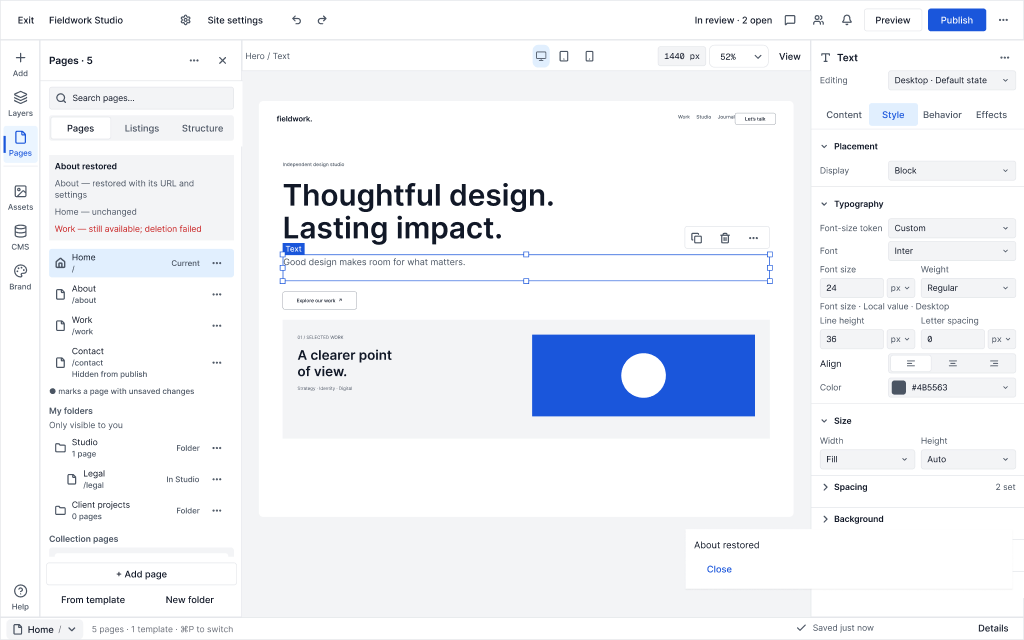 Exit
Fieldwork Studio
Site settings
In review · 2 open
Preview
Publish
Add
Layers
Pages
Assets
CMS
Brand
Help
Pages · 5
Search pages...
Pages
Listings
Structure
About restored
About — restored with its URL and
settings
Home — unchanged
Work — still available; deletion failed
Home
/
Current
About
/about
Work
/work
Contact
/contact
Hidden from publish
marks a page with unsaved changes
My folders
Only visible to you
Studio
1 page
Folder
Legal
/legal
In Studio
Client projects
0 pages
Folder
Collection pages
+ Add page
From template
New folder
Hero / Text
1440 px
52%
View
fieldwork.
Work
Studio
Journal
Let's talk
Independent design studio
Thoughtful design.
Lasting impact.
Text
Good design makes room for what matters.
Explore our work ↗
01 / SELECTED WORK
A clearer point
of view.
Strategy · Identity · Digital
Text
Editing
Desktop · Default state
Content
Style
Behavior
Effects
Placement
Display
Block
Typography
Font-size token
Custom
Font
Inter
Font size
Weight
24
px
Regular
Font size · Local value · Desktop
Line height
Letter spacing
36
px
0
px
Align
Color
#4B5563
Size
Width
Height
Fill
Auto
Spacing
2 set
Background
About restored
Close
Home /
5 pages · 1 template · ⌘P to switch
Saved just now
Details